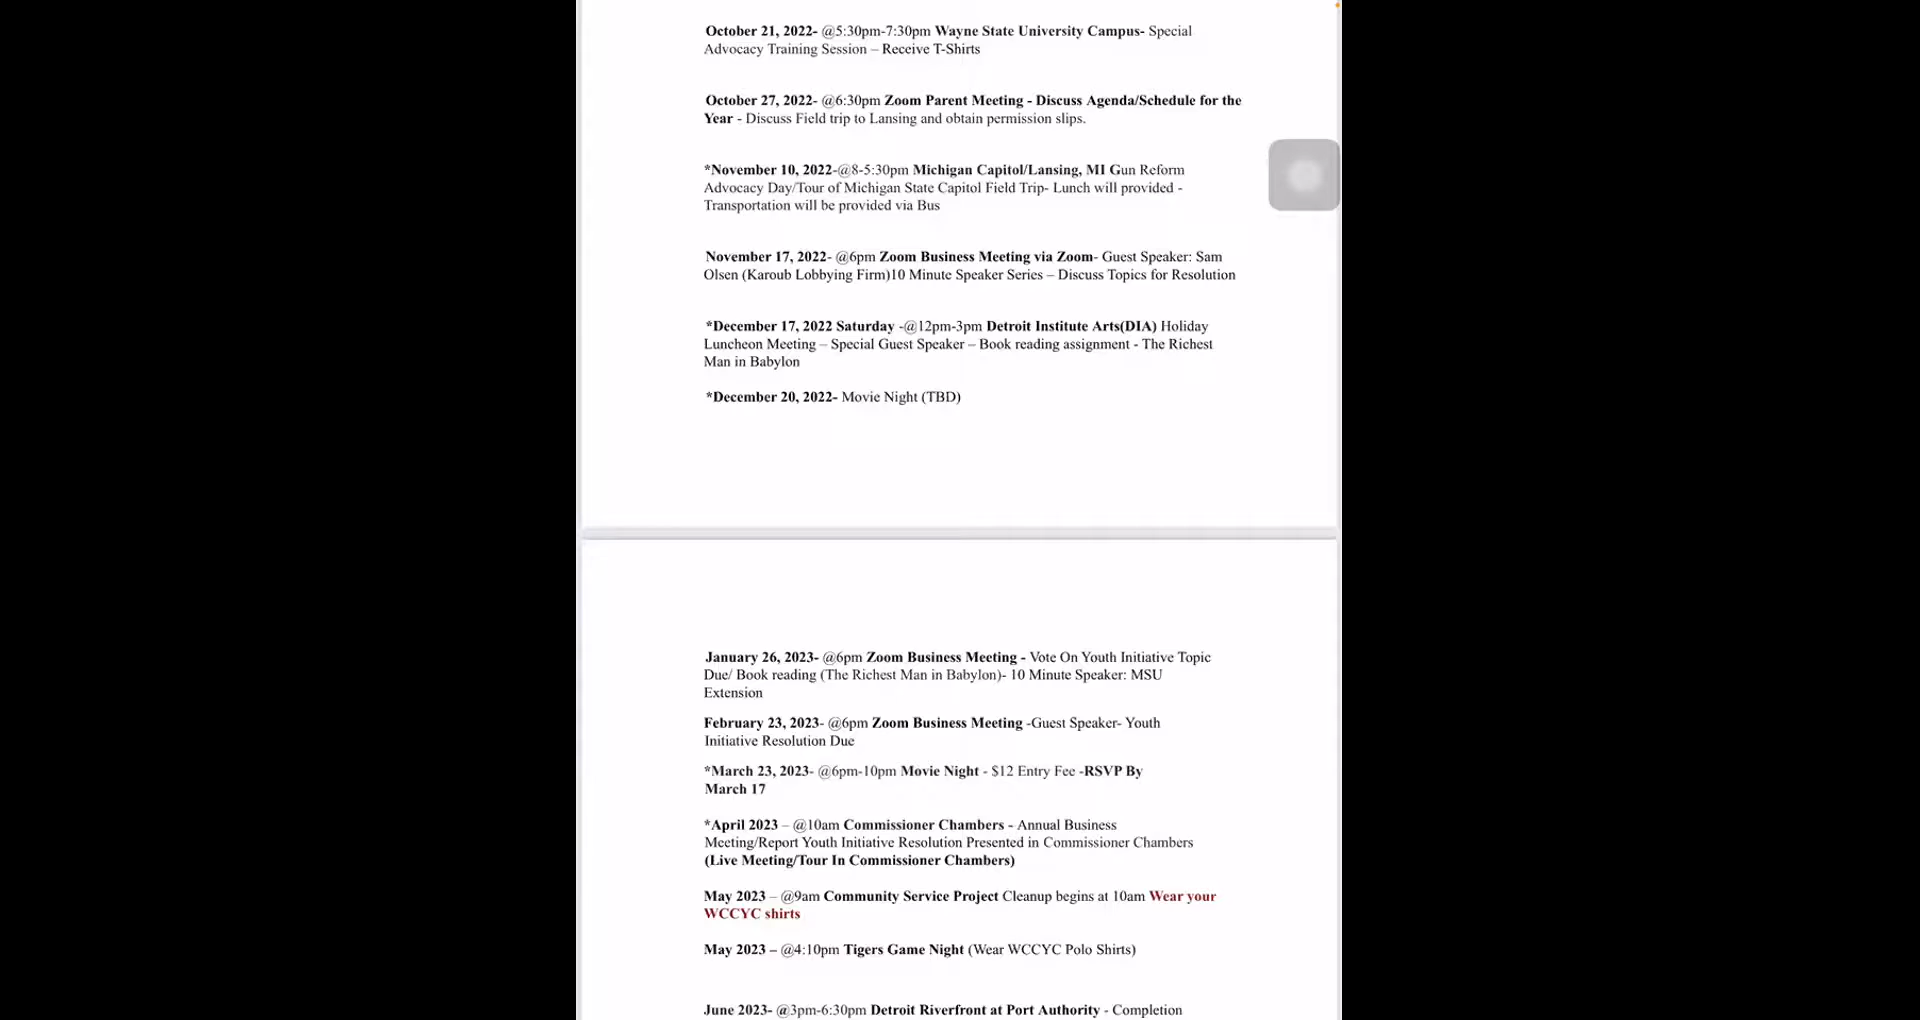 October 21, 2022- @5:30pm-7:30pm Wayne State University Campus- Special
Advocacy Training Session – Receive T-Shirts
October 27, 2022- @6:30pm Zoom Parent Meeting - Discuss Agenda/Schedule for the
Year - Discuss Field trip to Lansing and obtain permission slips.
*November 10, 2022-@8-5:30pm Michigan Capitol/Lansing, MI Gun Reform
Advocacy Day/Tour of Michigan State Capitol Field Trip- Lunch will provided -
Transportation will be provided via Bus
November 17, 2022- @6pm Zoom Business Meeting via Zoom- Guest Speaker: Sam
Olsen (Karoub Lobbying Firm)10 Minute Speaker Series – Discuss Topics for Resolution
*December 17, 2022 Saturday -@12pm-3pm Detroit Institute Arts(DIA) Holiday
Luncheon Meeting – Special Guest Speaker – Book reading assignment - The Richest
Man in Babylon
*December 20, 2022- Movie Night (TBD)
January 26, 2023- @6pm Zoom Business Meeting - Vote On Youth Initiative Topic
Due/ Book reading (The Richest Man in Babylon)- 10 Minute Speaker: MSU
Extension
February 23, 2023- @6pm Zoom Business Meeting -Guest Speaker- Youth
Initiative Resolution Due
*March 23, 2023- @6pm-10pm Movie Night - $12 Entry Fee -RSVP By
March 17
*April 2023 – @10am Commissioner Chambers - Annual Business
Meeting/Report Youth Initiative Resolution Presented in Commissioner Chambers
(Live Meeting/Tour In Commissioner Chambers)
May 2023 – @9am Community Service Project Cleanup begins at 10am Wear your
WCCYC shirts
May 2023 – @4:10pm Tigers Game Night (Wear WCCYC Polo Shirts)
June 2023- @3pm-6:30pm Detroit Riverfront at Port Authority - Completion